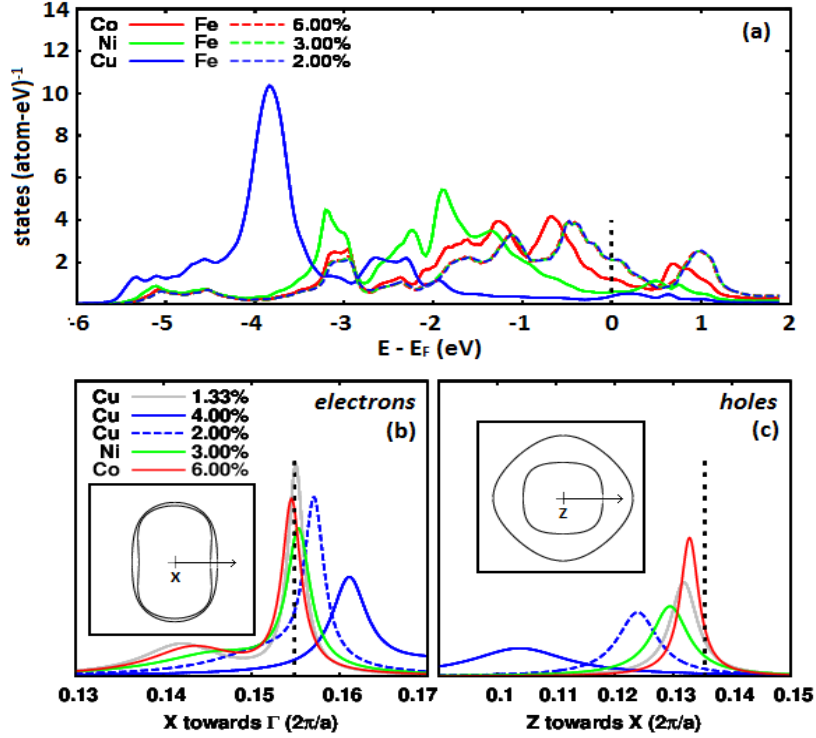 14
12
10
8
6
4
2
states (atom-eV)⁻¹
Co Fe 6.00%
Ni Fe 3.00%
Cu Fe 2.00%
(a)
-6 -5 -4 -3 -2 -1 0 1 2
E - EF (eV)
Cu 1.33%
Cu 4.00%
Cu 2.00%
Ni 3.00%
Co 6.00%
electrons
(b)
X
0.13 0.14 0.15 0.16 0.17
X towards Γ (2π/a)
holes
(c)
Z
0.1 0.11 0.12 0.13 0.14 0.15
Z towards X (2π/a)